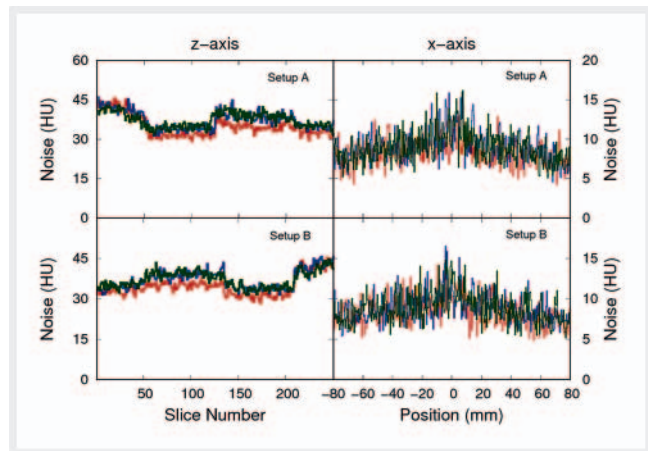 z-axis
x-axis
60
45
30
15
0
Noise (HU)
Setup A
Setup A
20
15
10
5
0
Noise (HU)
45
30
15
0
Noise (HU)
Setup B
Setup B
15
10
5
0
Noise (HU)
50
100
150
200
-80
-60
-40
-20
0
20
40
60
80
Slice Number
Position (mm)